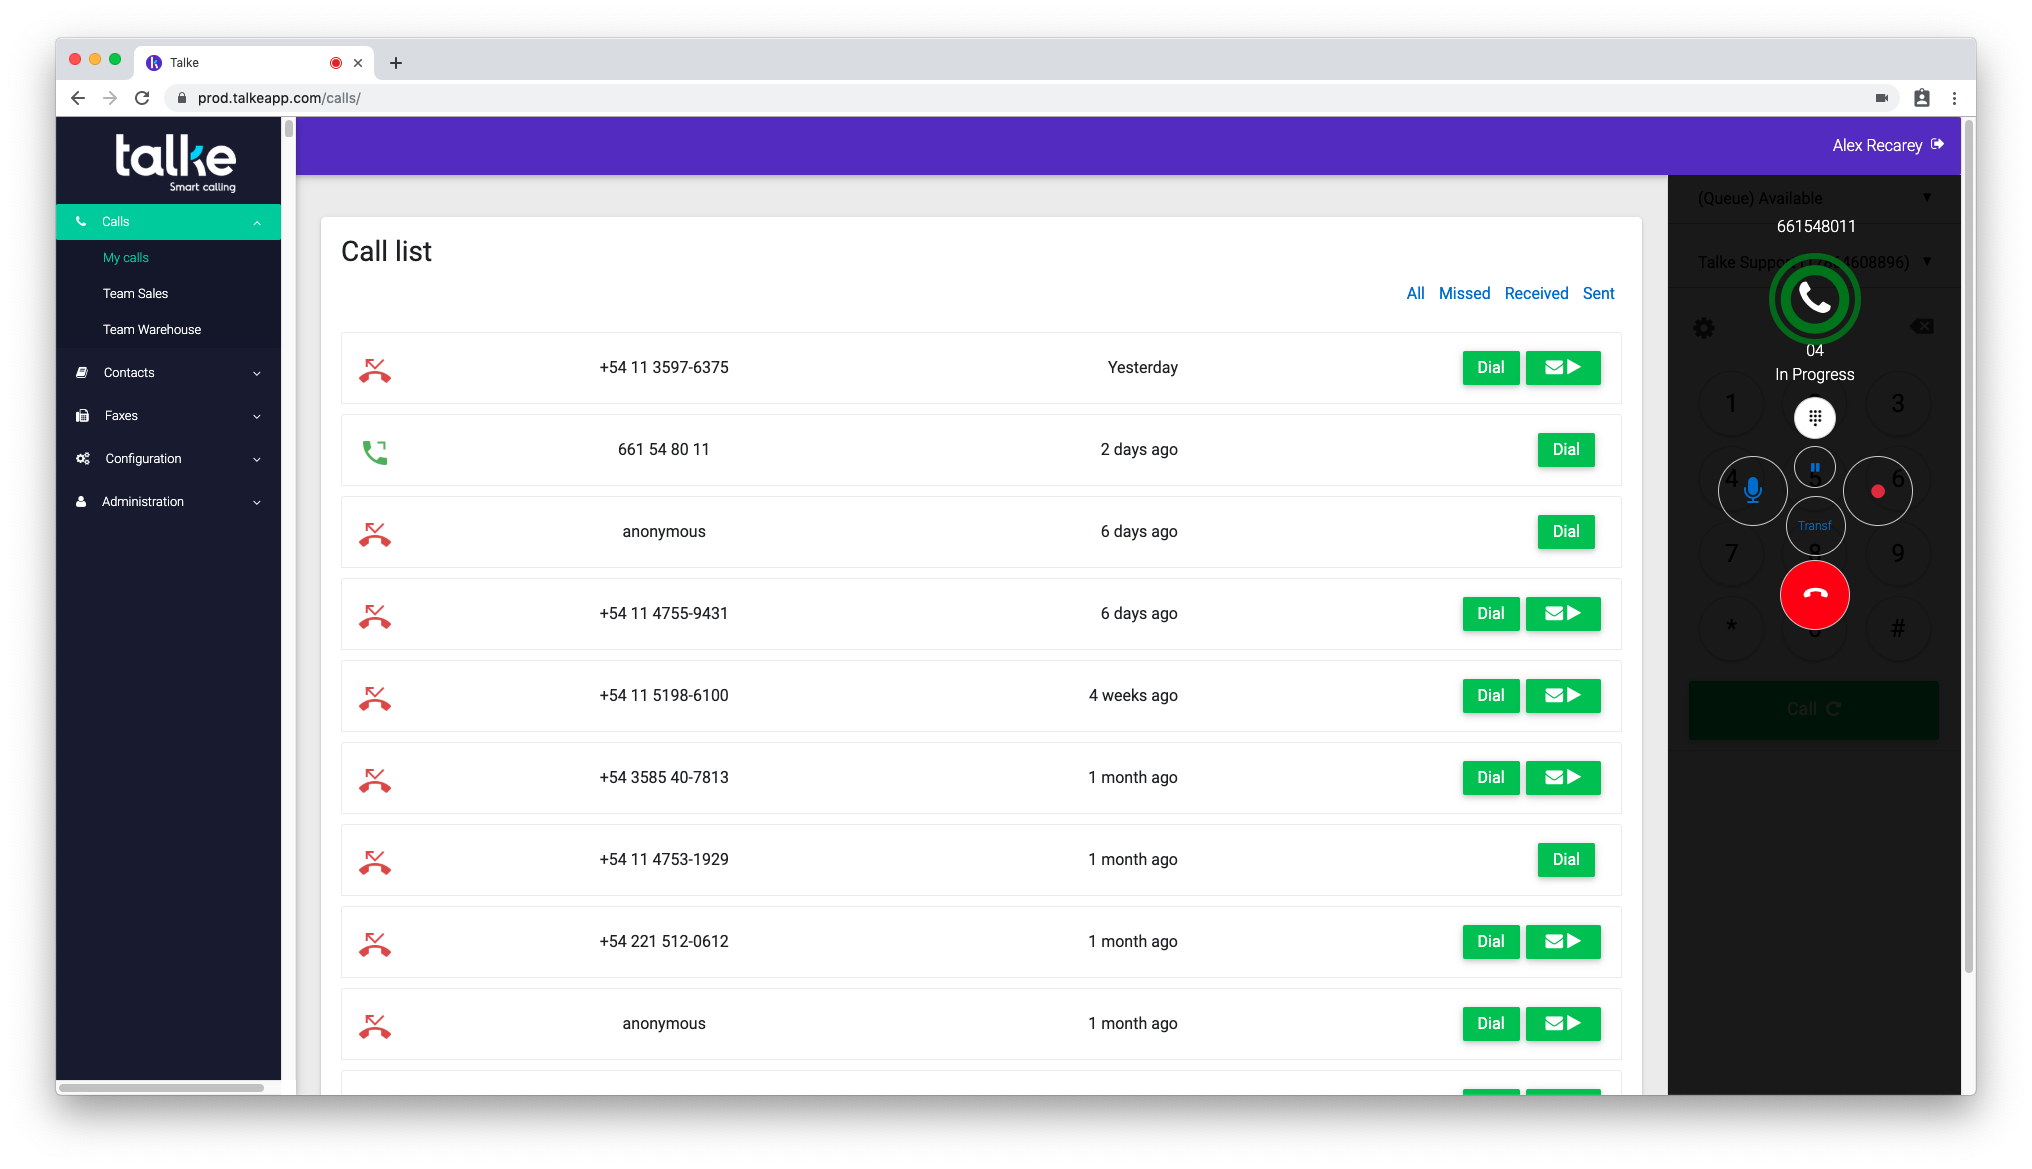 Talke
prod.talkeapp.com/calls/
talke
Smart calling
Alex Recarey
Calls
My calls
Team Sales
Team Warehouse
Contacts
Faxes
Configuration
Administration
Call list
All Missed Received Sent
+54 11 3597-6375 Yesterday Dial
661 54 80 11 2 days ago Dial
anonymous 6 days ago Dial
+54 11 4755-9431 6 days ago Dial
+54 11 5198-6100 4 weeks ago Dial
+54 3585 40-7813 1 month ago Dial
+54 11 4753-1929 1 month ago Dial
+54 221 512-0612 1 month ago Dial
anonymous 1 month ago Dial
(Queue) Available
661548011
Talke Support
04
In Progress
1 3
4 5 6
Transf
7 8 9
* 0 #
Call